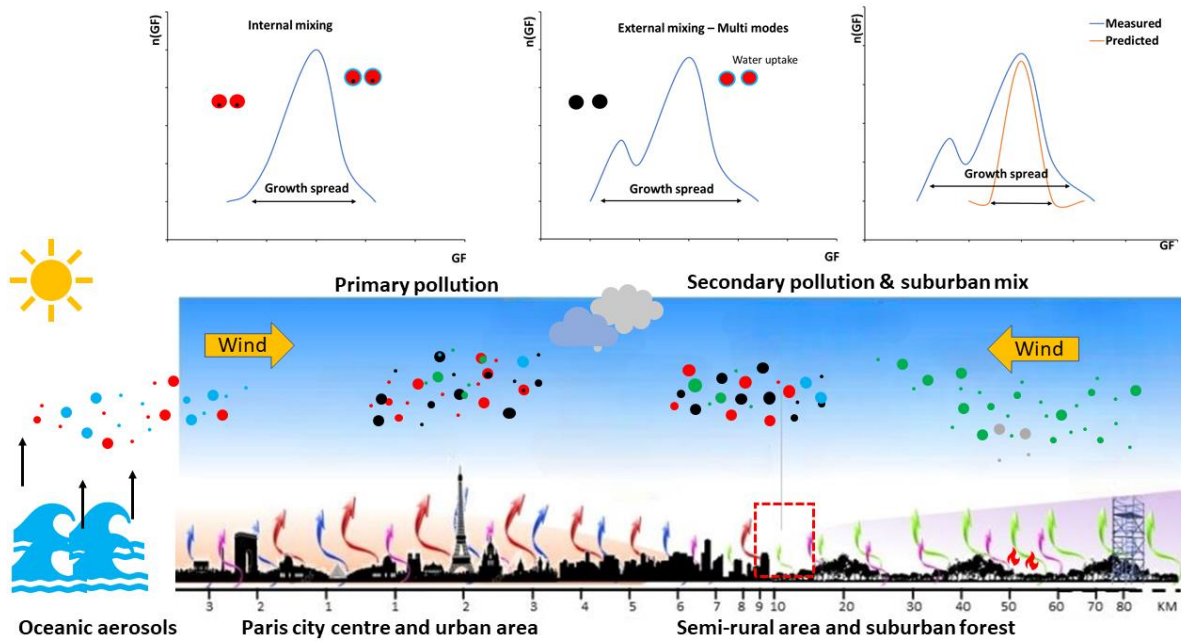 n(GF)
Internal mixing
Growth spread
GF
n(GF)
External mixing – Multi modes
Water uptake
Growth spread
GF
n(GF)
Measured
Predicted
Growth spread
GF
Primary pollution
Secondary pollution & suburban mix
Wind
Wind
3 2 1 1 2 3 4 5 6 7 8 9 10 20 30 40 50 60 70 80 KM
Oceanic aerosols
Paris city centre and urban area
Semi-rural area and suburban forest